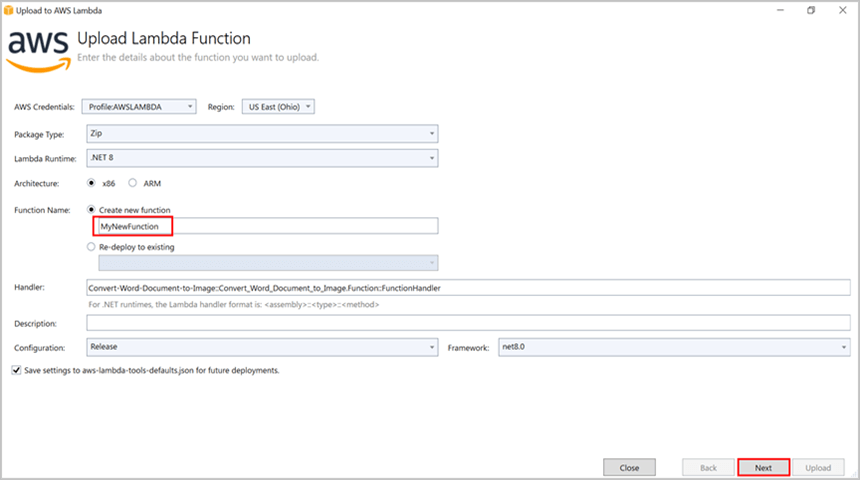 Upload to AWS Lambda
aws
Upload Lambda Function
Enter the details about the function you want to upload.
AWS Credentials: Profile:AWSLAMBDA Region: US East (Ohio)
Package Type: Zip
Lambda Runtime: .NET 8
Architecture: x86 ARM
Function Name: Create new function
MyNewFunction
Re-deploy to existing
Handler: Convert-Word-Document-to-Image::Convert_Word_Document_to_Image.Function::FunctionHandler
For .NET runtimes, the Lambda handler format is: <assembly>::<type>::<method>
Description:
Configuration: Release Framework: net8.0
Save settings to aws-lambda-tools-defaults.json for future deployments.
Close Back Next Upload